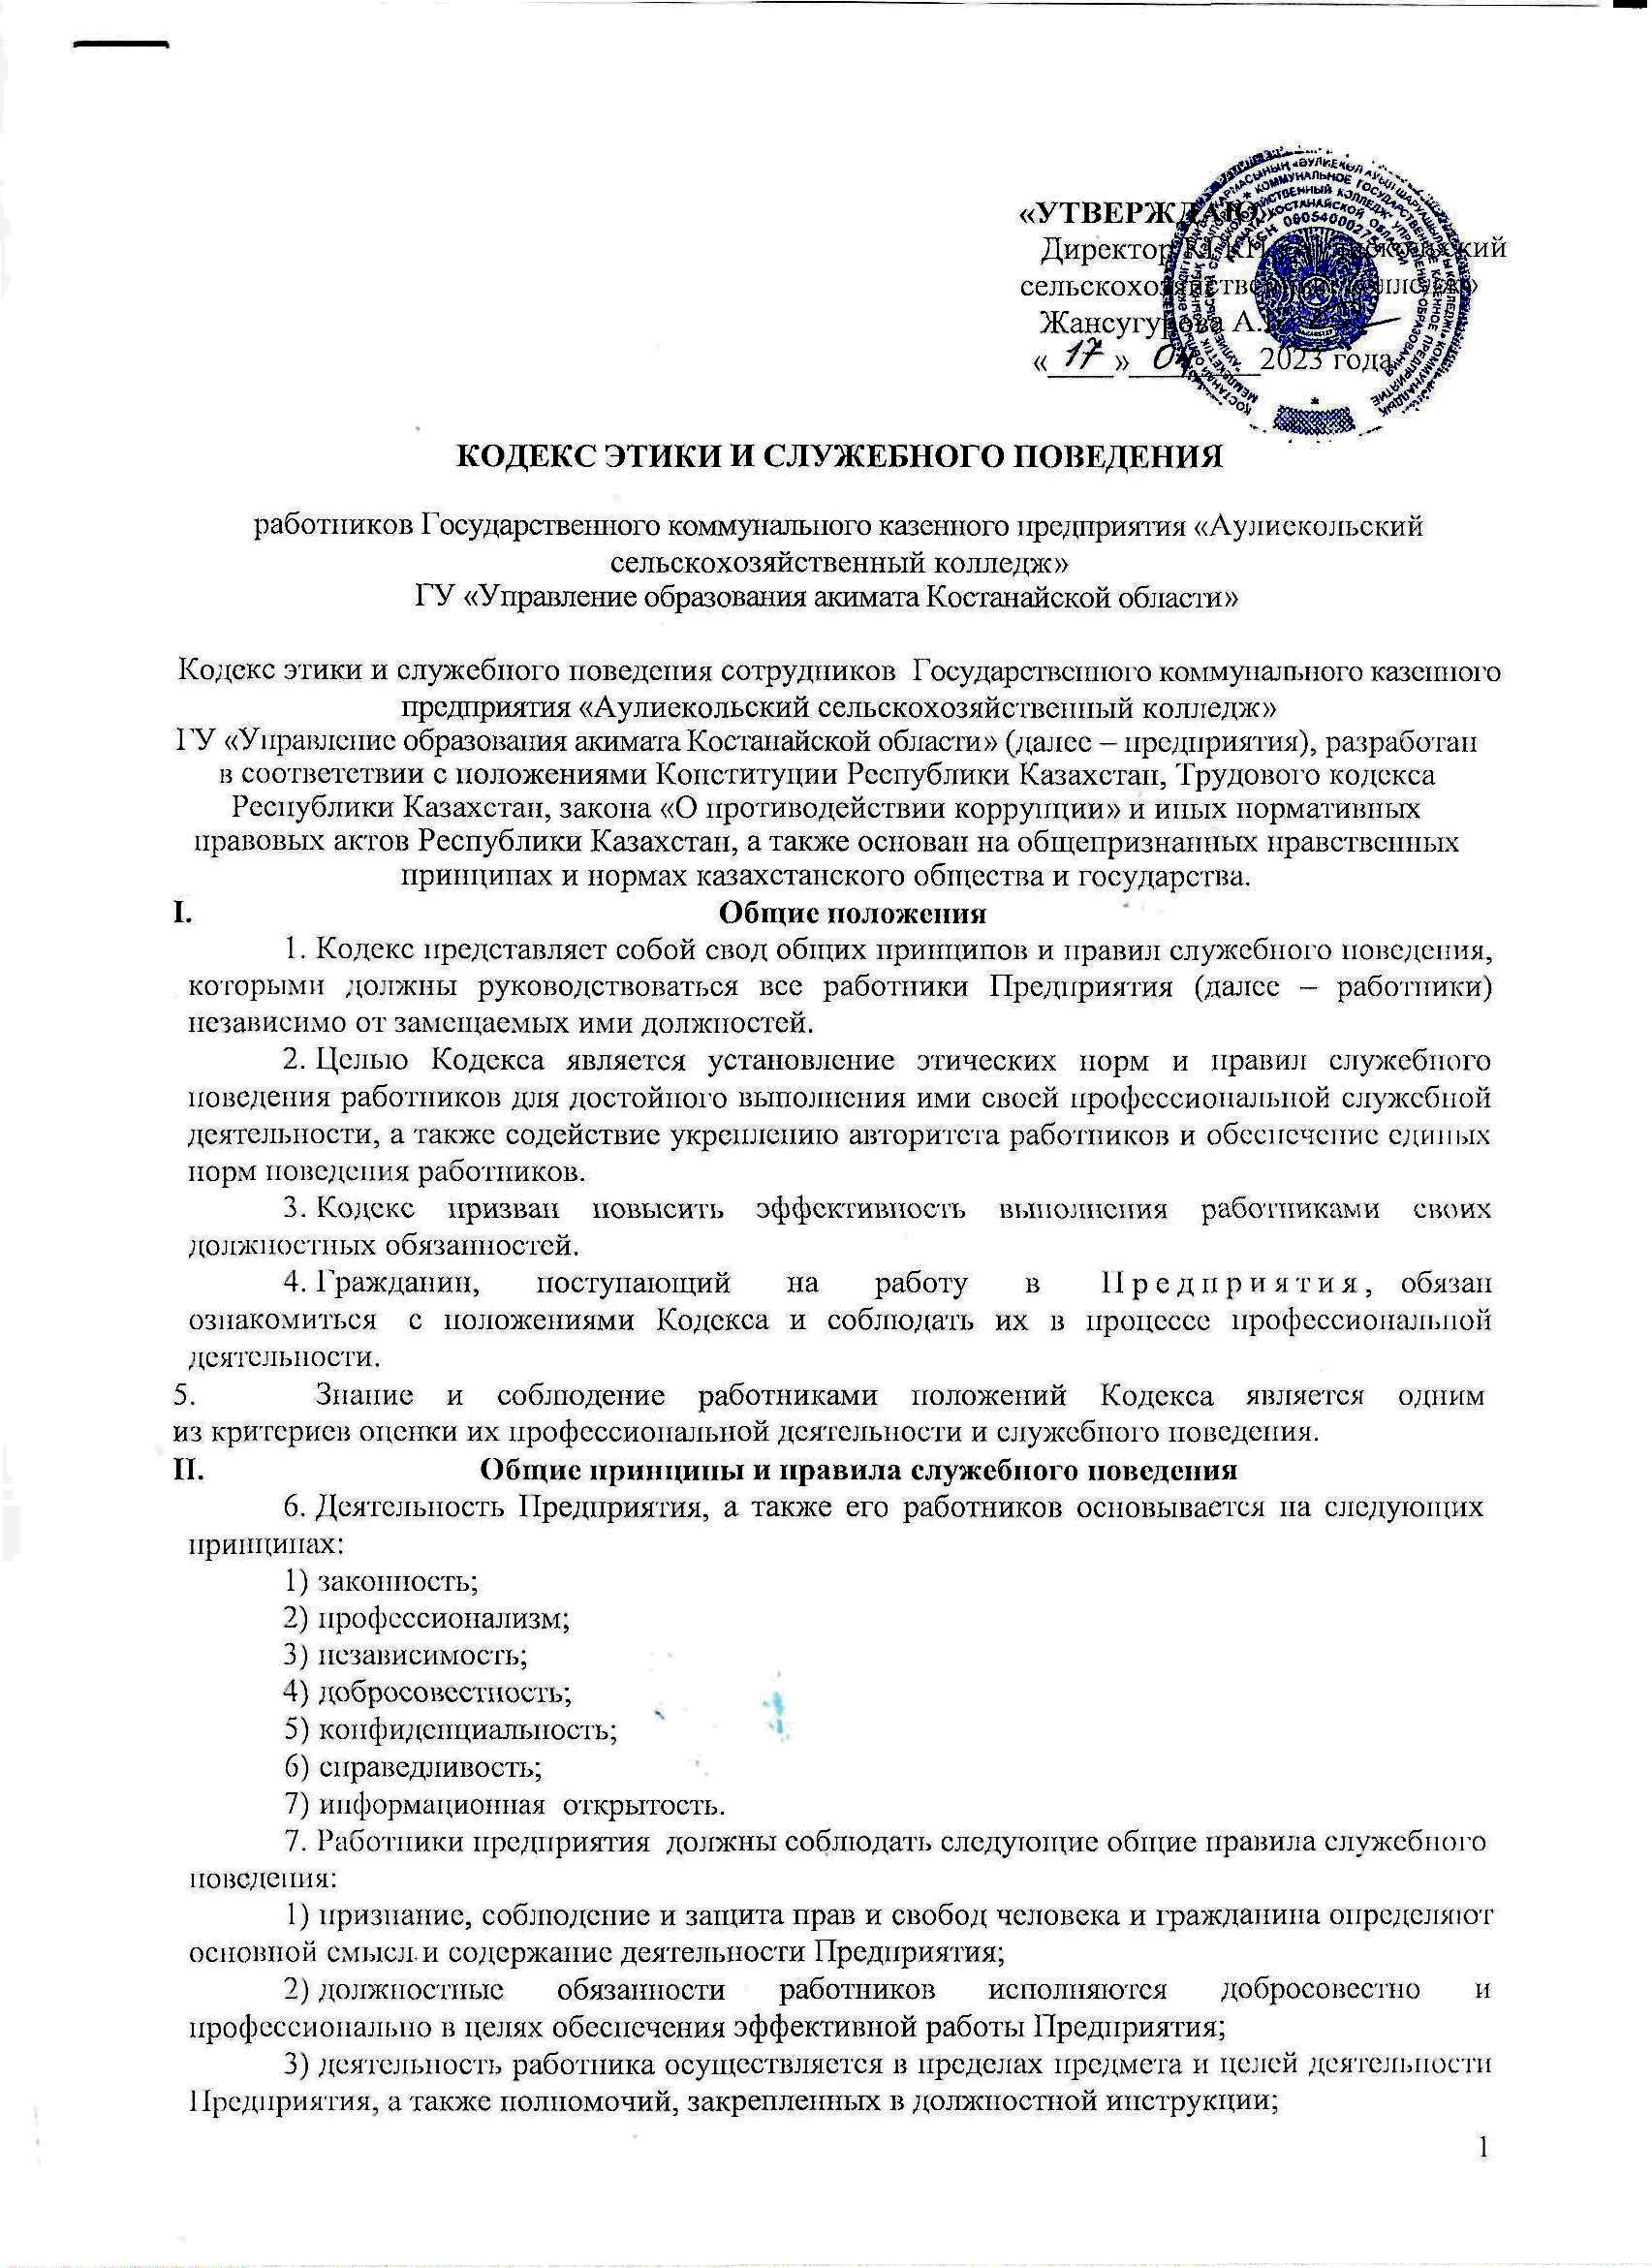 «УТВЕРЖДАЮ
Директор
сельскохозяйственный колледж»
Жансугурова А.
«17» 04 2023 года
КОДЕКС ЭТИКИ И СЛУЖЕБНОГО ПОВЕДЕНИЯ
работников Государственного коммунального казенного предприятия «Аулиекольский
сельскохозяйственный колледж»
ГУ «Управление образования акимата Костанайской области»
Кодекс этики и служебного поведения сотрудников Государственного коммунального казенного
предприятия «Аулиекольский сельскохозяйственный колледж»
ГУ «Управление образования акимата Костанайской области» (далее – предприятия), разработан
в соответствии с положениями Конституции Республики Казахстан, Трудового кодекса
Республики Казахстан, закона «О противодействии коррупции» и иных нормативных
правовых актов Республики Казахстан, а также основан на общепризнанных нравственных
принципах и нормах казахстанского общества и государства.
I. Общие положения
1. Кодекс представляет собой свод общих принципов и правил служебного поведения,
которыми должны руководствоваться все работники Предприятия (далее – работники)
независимо от замещаемых ими должностей.
2. Целью Кодекса является установление этических норм и правил служебного
поведения работников для достойного выполнения ими своей профессиональной служебной
деятельности, а также содействие укреплению авторитета работников и обеспечение единых
норм поведения работников.
3. Кодекс призван повысить эффективность выполнения работниками своих
должностных обязанностей.
4. Гражданин, поступающий на работу в Предприятия, обязан
ознакомиться с положениями Кодекса и соблюдать их в процессе профессиональной
деятельности.
5. Знание и соблюдение работниками положений Кодекса является одним
из критериев оценки их профессиональной деятельности и служебного поведения.
II. Общие принципы и правила служебного поведения
6. Деятельность Предприятия, а также его работников основывается на следующих
принципах:
1) законность;
2) профессионализм;
3) независимость;
4) добросовестность;
5) конфиденциальность;
6) справедливость;
7) информационная открытость.
7. Работники предприятия должны соблюдать следующие общие правила служебного
поведения:
1) признание, соблюдение и защита прав и свобод человека и гражданина определяют
основной смысл и содержание деятельности Предприятия;
2) должностные обязанности работников исполняются добросовестно и
профессионально в целях обеспечения эффективной работы Предприятия;
3) деятельность работника осуществляется в пределах предмета и целей деятельности
Предприятия, а также полномочий, закрепленных в должностной инструкции;
1